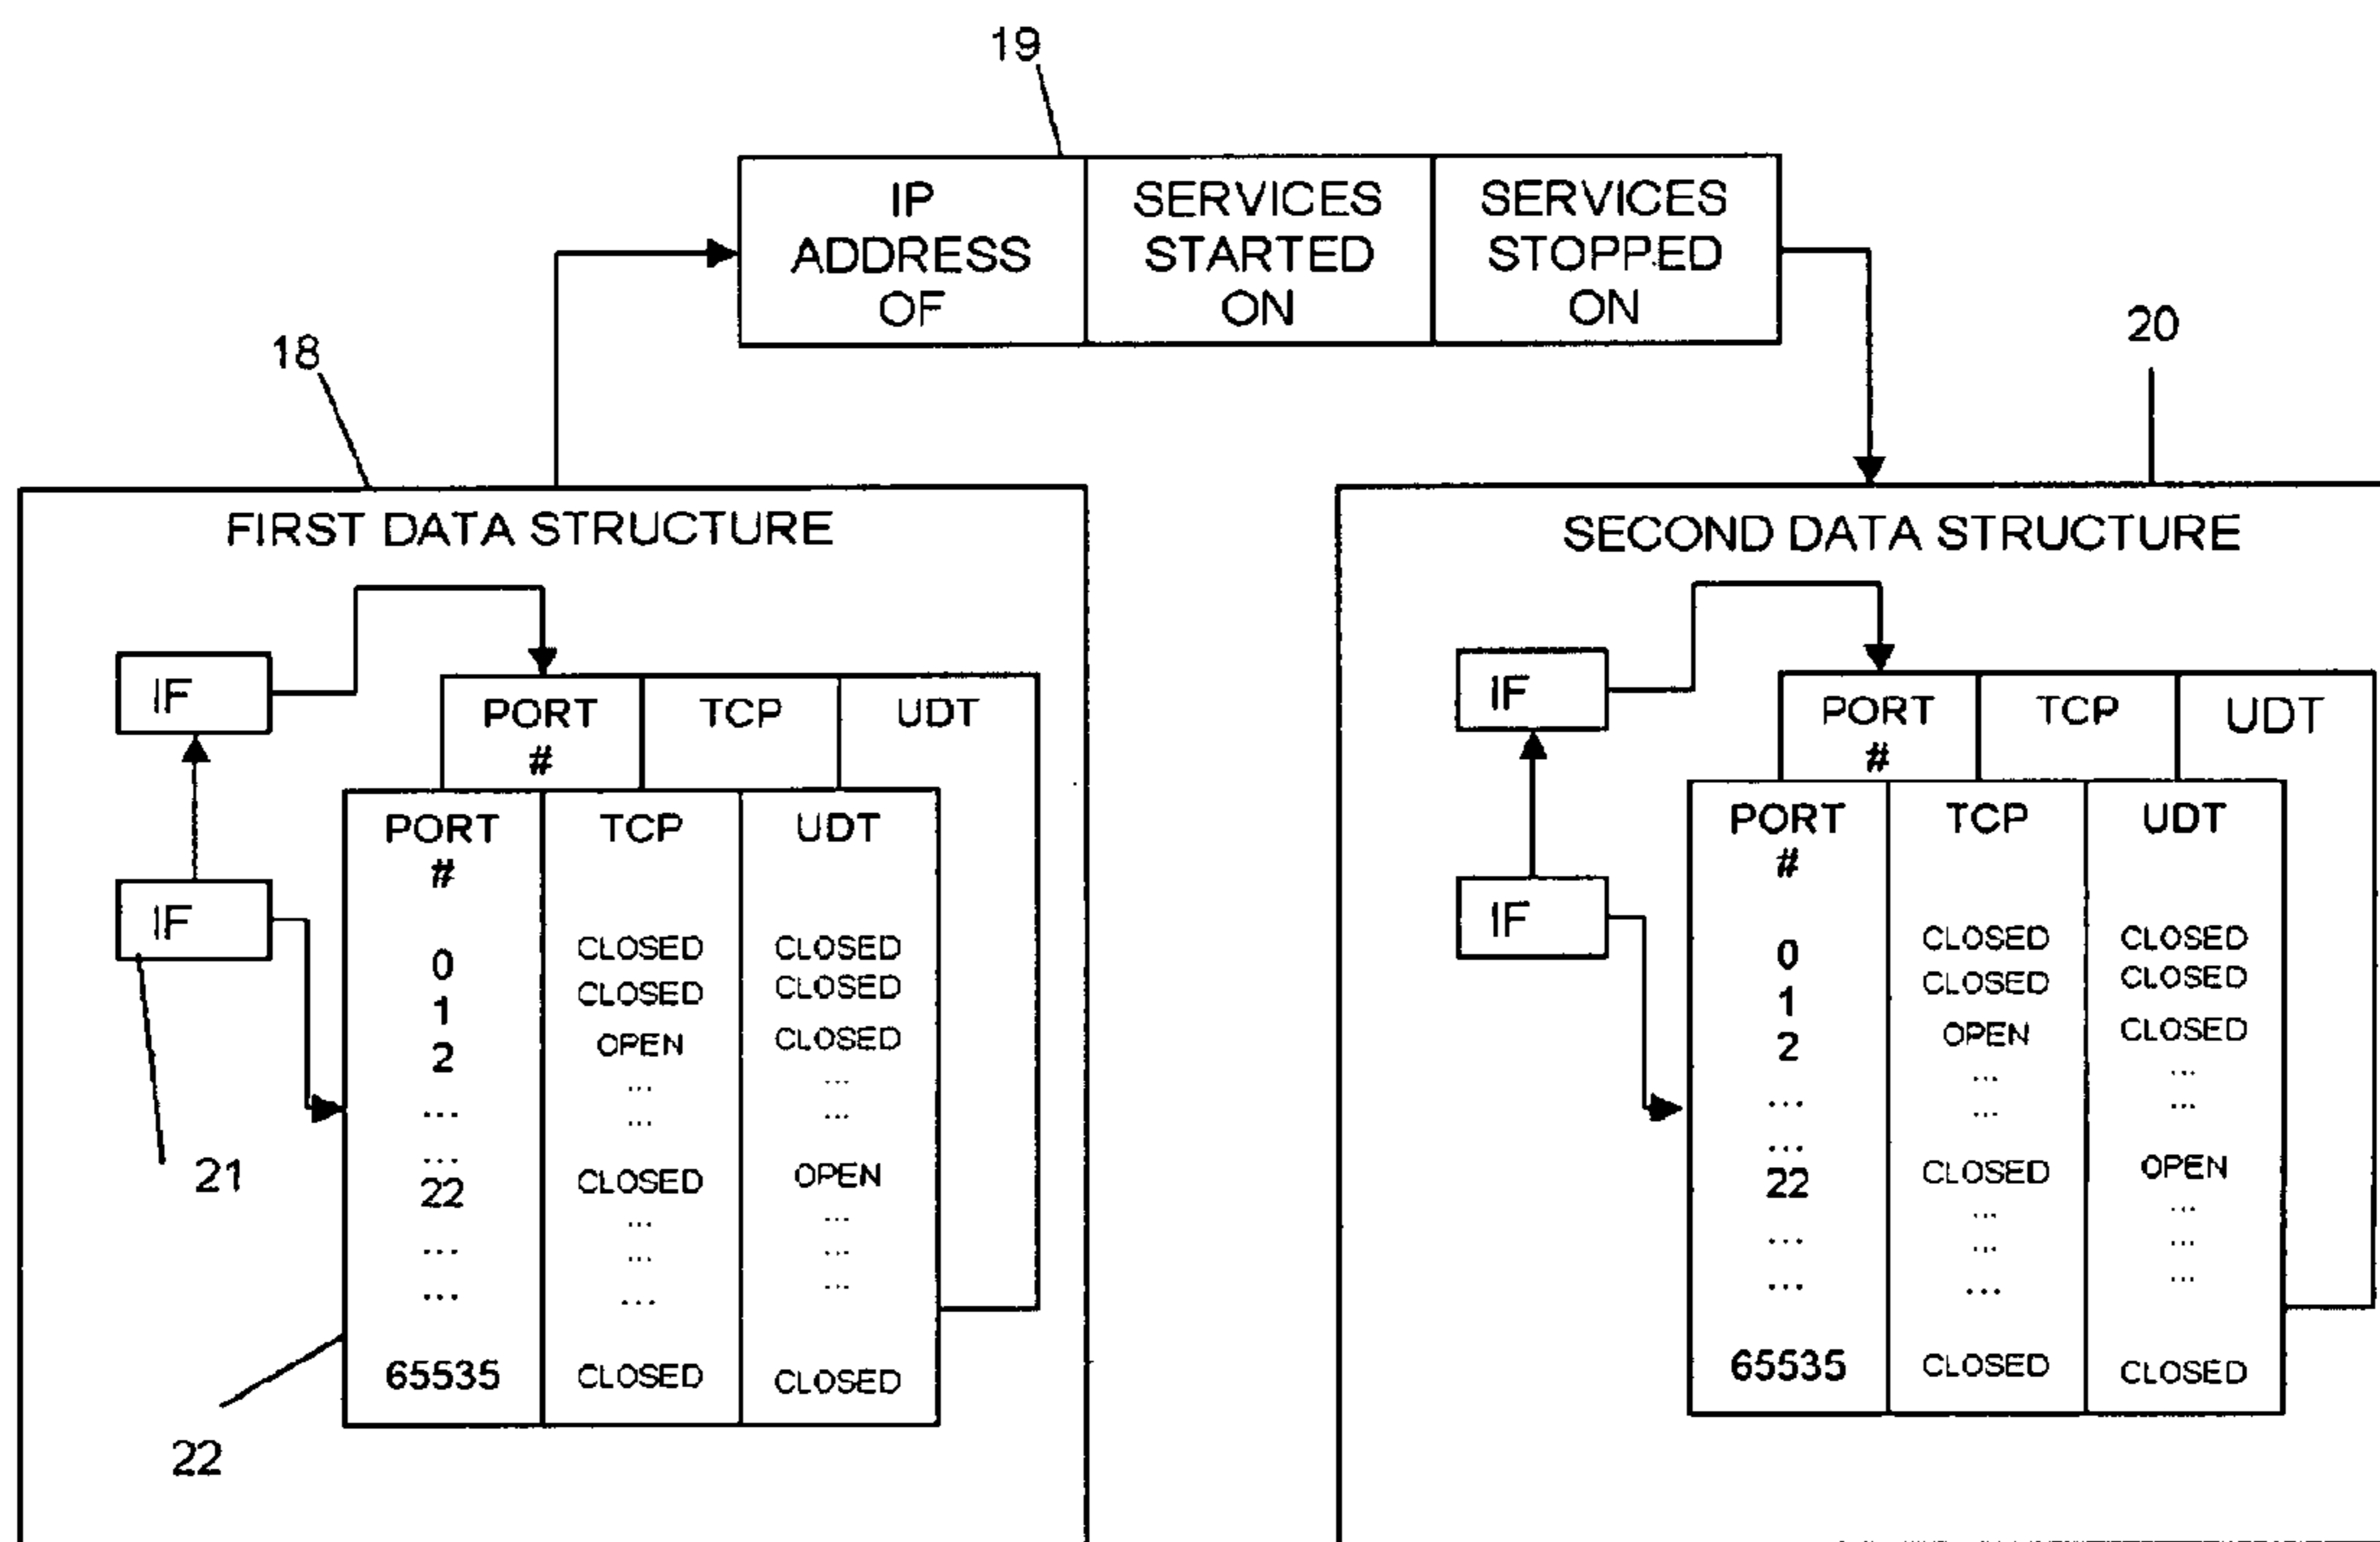 19
IP
ADDRESS
OF
SERVICES
STARTED
ON
SERVICES
STOPPED
ON
18
20
FIRST DATA STRUCTURE
IF
PORT
#
TCP
UDT
IF
21
PORT
#
0
1
2
...
...
22
...
...
65535
TCP
CLOSED
CLOSED
OPEN
...
...
CLOSED
...
...
...
CLOSED
UDT
CLOSED
CLOSED
CLOSED
...
...
OPEN
...
...
...
CLOSED
22
SECOND DATA STRUCTURE
IF
PORT
#
TCP
UDT
IF
PORT
#
0
1
2
...
...
22
...
...
65535
TCP
CLOSED
CLOSED
OPEN
...
...
CLOSED
...
...
...
CLOSED
UDT
CLOSED
CLOSED
CLOSED
...
...
OPEN
...
...
...
CLOSED